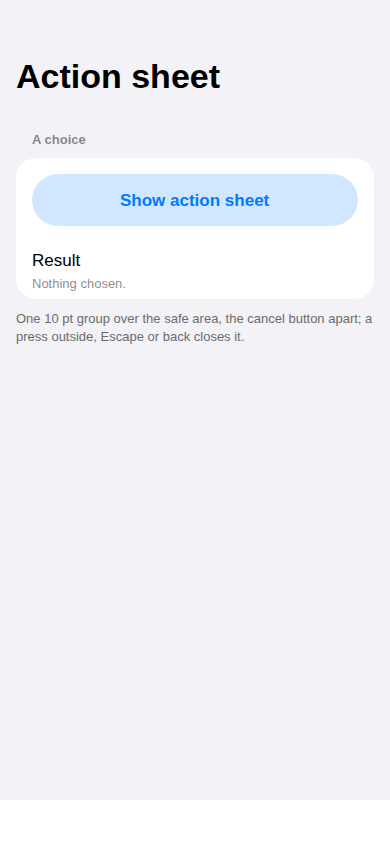 Action sheet
A choice
Show action sheet
Result
Nothing chosen.
One 10 pt group over the safe area, the cancel button apart; a
press outside, Escape or back closes it.